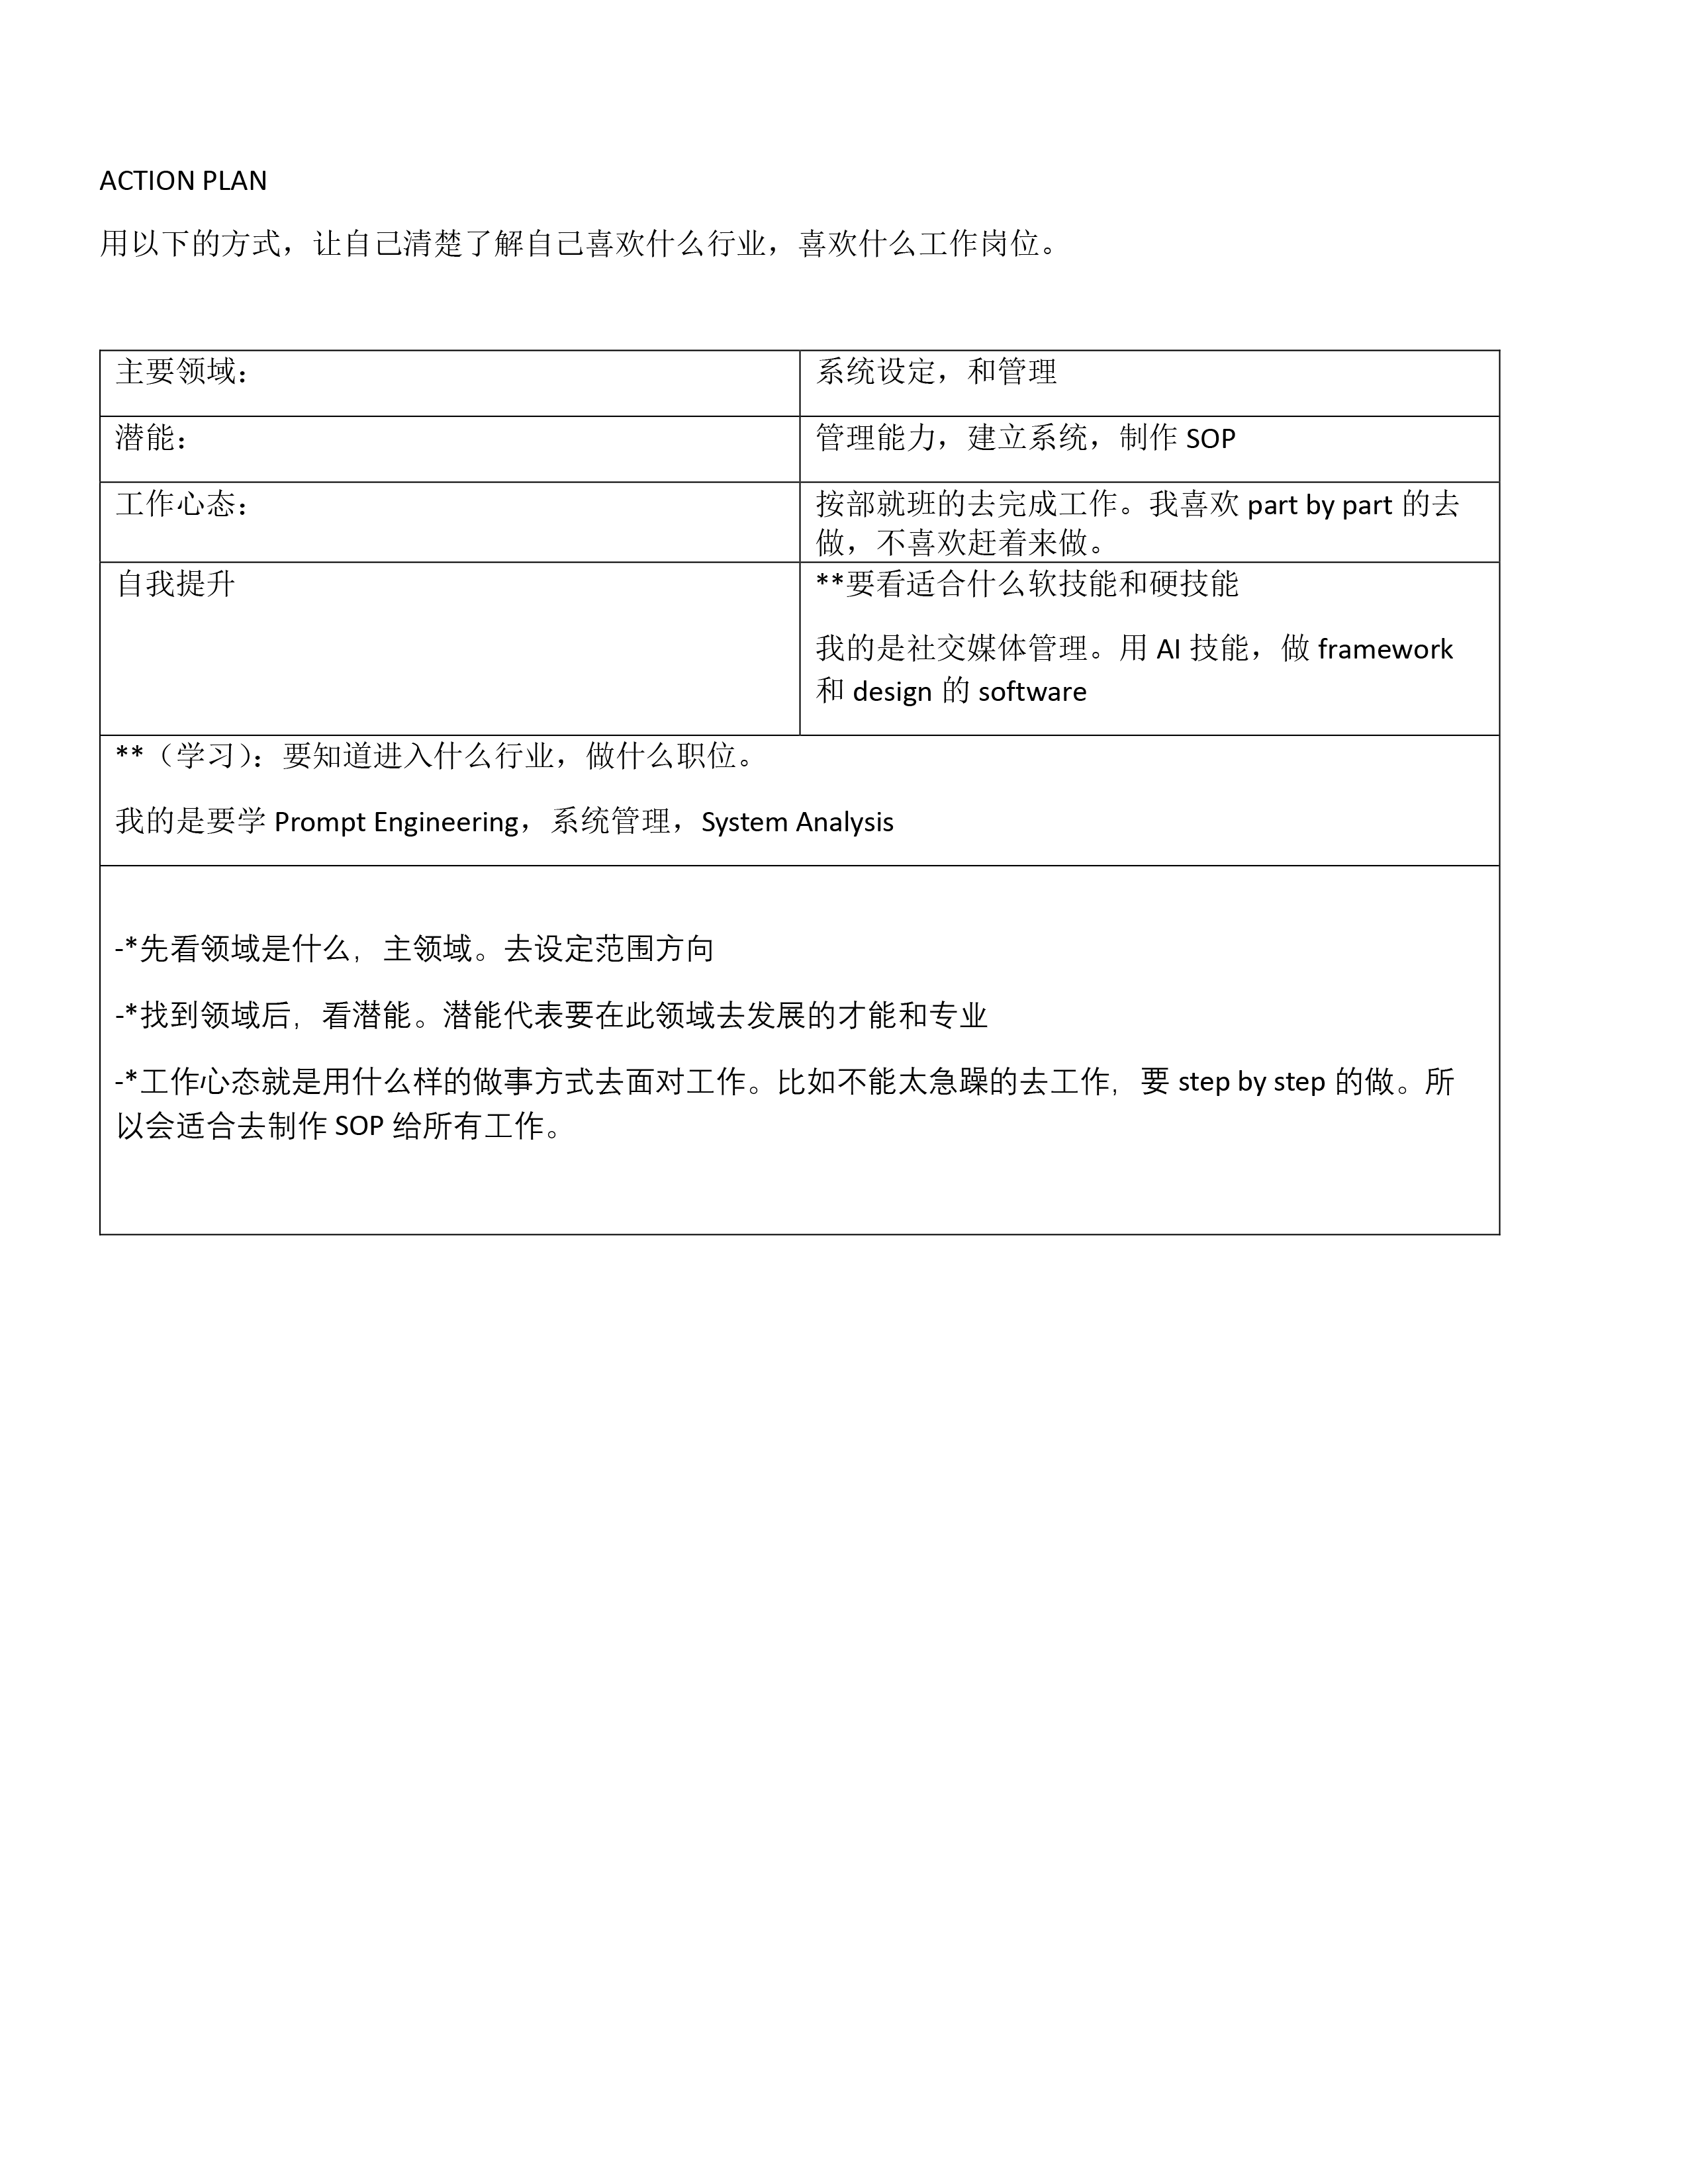 ACTION PLAN
用以下的方式，让自己清楚了解自己喜欢什么行业，喜欢什么工作岗位。
主要领域：
系统设定，和管理
潜能：
管理能力，建立系统，制作 SOP
工作心态：
按部就班的去完成工作。我喜欢 part by part 的去
做，不喜欢赶着来做。
自我提升
**要看适合什么软技能和硬技能
我的是社交媒体管理。用 AI 技能，做 framework
和 design 的 software
**（学习）：要知道进入什么行业，做什么职位。
我的是要学 Prompt Engineering，系统管理，System Analysis
-*先看领域是什么，主领域。去设定范围方向
-*找到领域后，看潜能。潜能代表要在此领域去发展的才能和专业
-*工作心态就是用什么样的做事方式去面对工作。比如不能太急躁的去工作，要 step by step 的做。所
以会适合去制作 SOP 给所有工作。